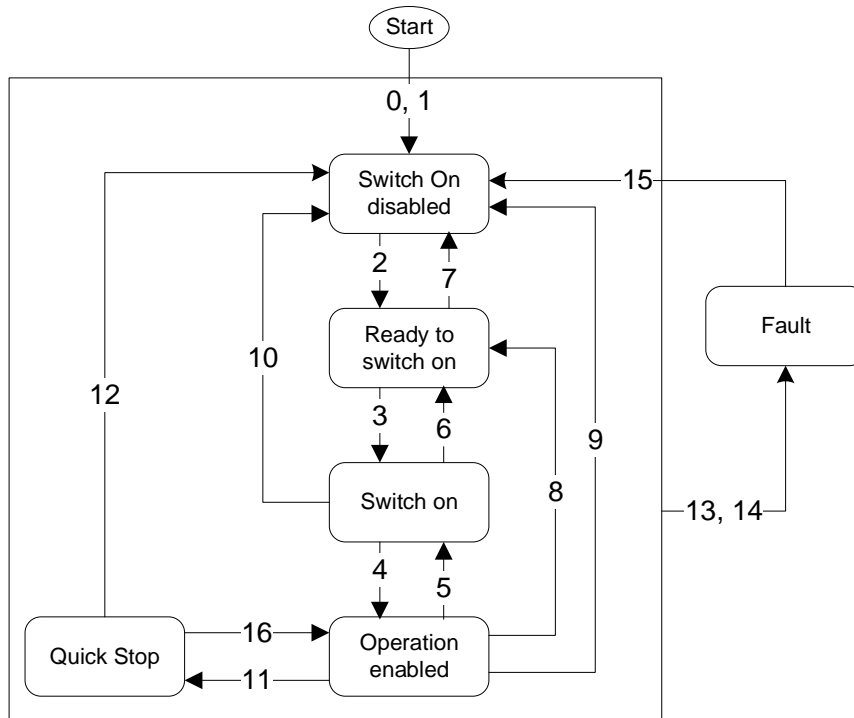 Start
0, 1
Switch On
disabled
15
2
7
Ready to
switch on
Fault
10
12
3
6
9
8
Switch on
13, 14
4
5
Quick Stop
16
11
Operation
enabled